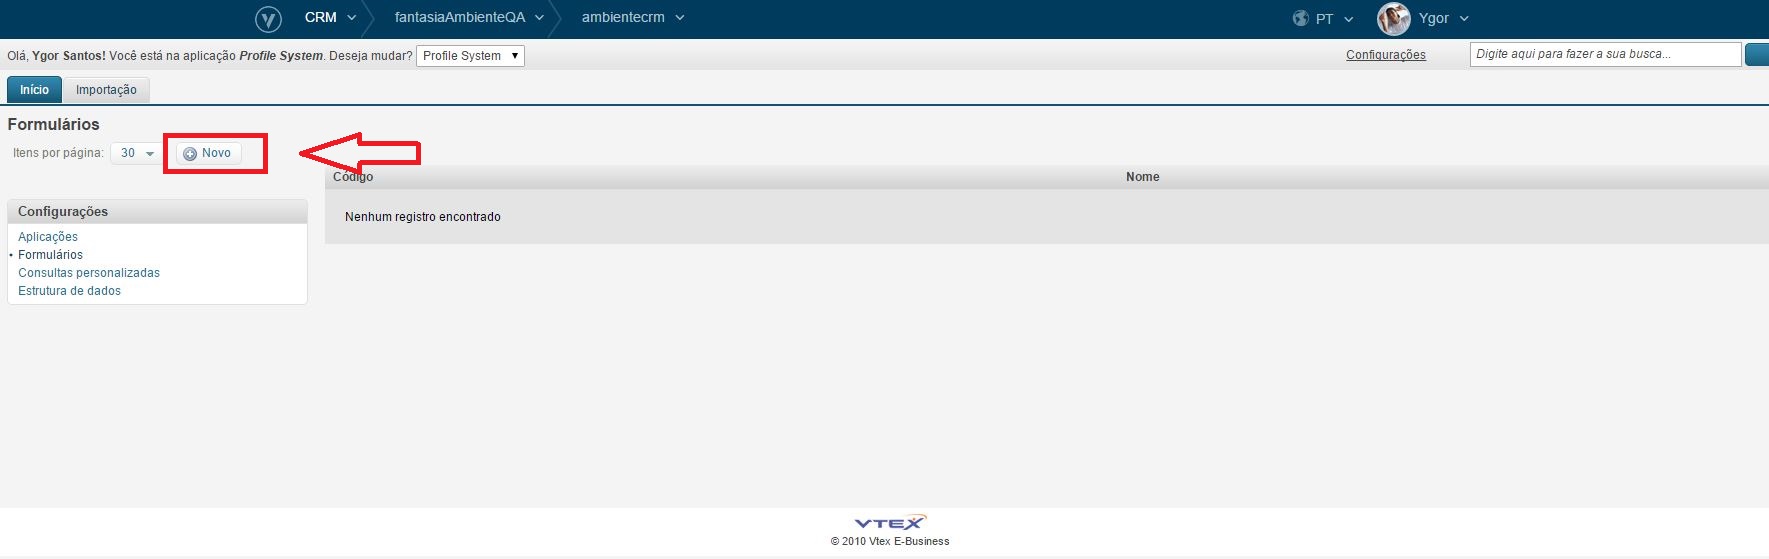 CRM fantasiaAmbienteQA ambientecrm PT Ygor
Olá, Ygor Santos! Você está na aplicação Profile System. Deseja mudar? Profile System Configurações Digite aqui para fazer a sua busca...
Início Importação
Formulários
Itens por página: 30 Novo
Código Nome
Nenhum registro encontrado
Configurações
Aplicações
Formulários
Consultas personalizadas
Estrutura de dados
VTEX
© 2010 Vtex E-Business